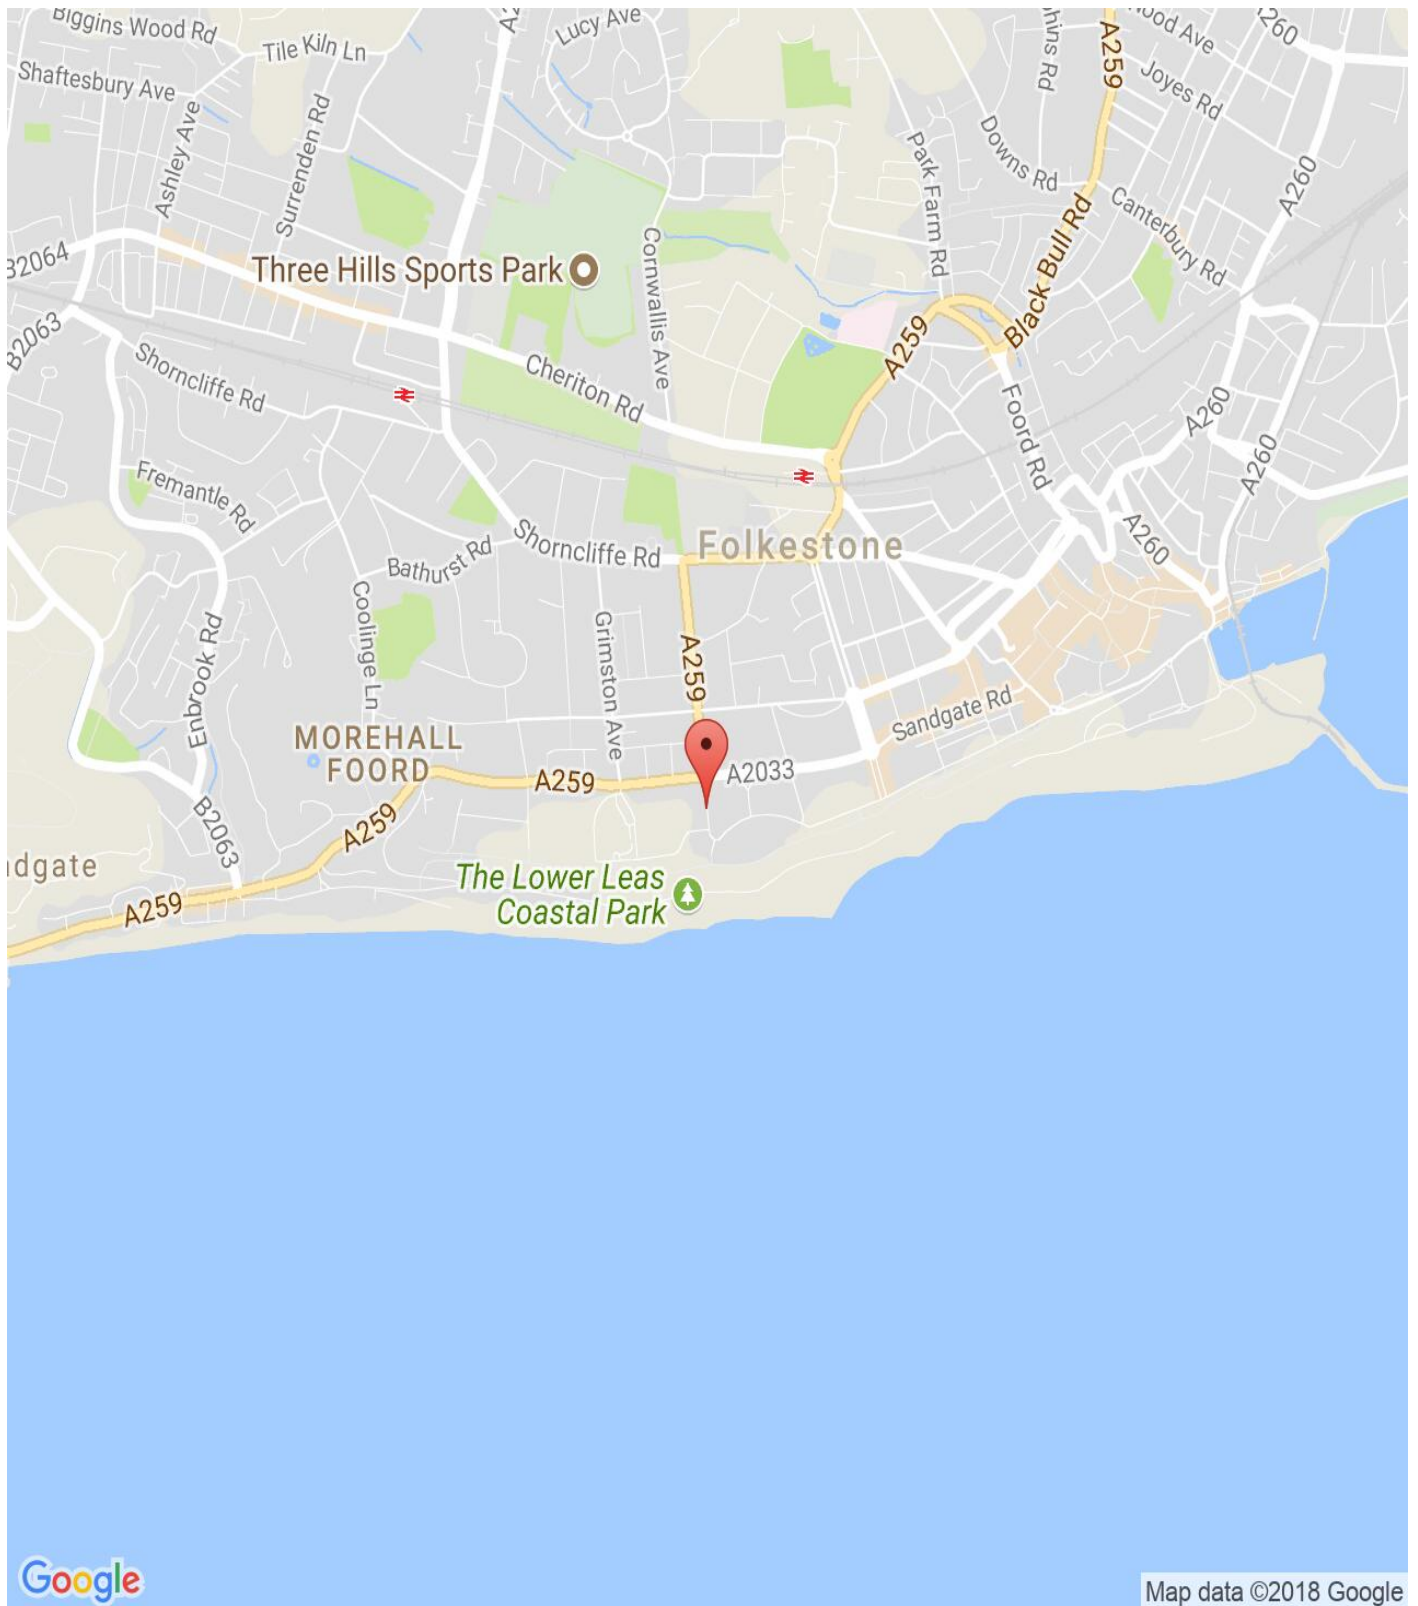 Biggins Wood Rd
Tile Kiln Ln
Lucy Ave
A259
Wood Ave
A260
Shaftesbury Ave
Joyes Rd
Ashley Ave
Surrenden Rd
Park Farm Rd
Downs Rd
A260
Canterbury Rd
B2064
Three Hills Sports Park
Cornwallis Ave
Black Bull Rd
B2063
Shorncliffe Rd
Cheriton Rd
A259
Foord Rd
A260
A260
Fremantle Rd
Bathurst Rd
Shorncliffe Rd
Folkestone
A260
Enbrook Rd
Coolinge Ln
Grimston Ave
A259
Sandgate Rd
MOREHALL
FOORD
A259
A2033
A259
B2063
The Lower Leas
Coastal Park
A259
Google
Map data ©2018 Google